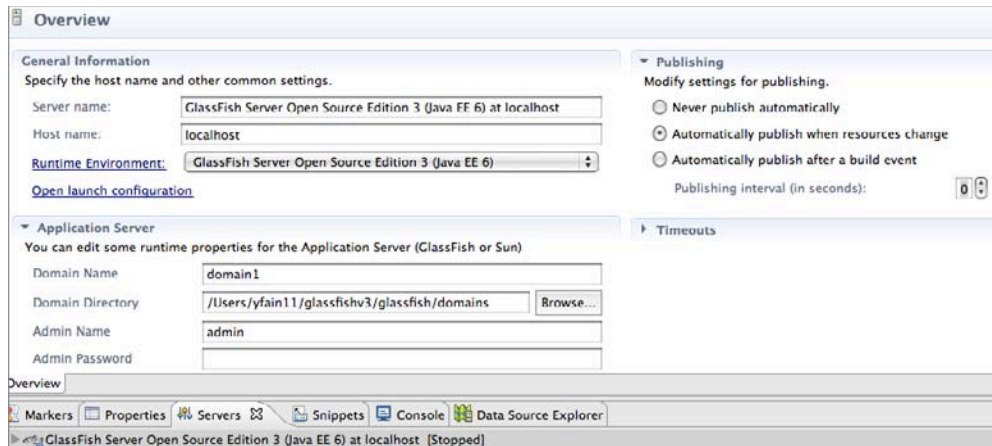 Overview
General Information
Specify the host name and other common settings.
Server name:
GlassFish Server Open Source Edition 3 (Java EE 6) at localhost
Host name:
localhost
Runtime Environment:
GlassFish Server Open Source Edition 3 (Java EE 6)
Open launch configuration
Application Server
You can edit some runtime properties for the Application Server (GlassFish or Sun)
Domain Name
domain1
Domain Directory
/Users/yfain11/glassfishv3/glassfish/domains
Browse...
Admin Name
admin
Admin Password
Publishing
Modify settings for publishing.
Never publish automatically
Automatically publish when resources change
Automatically publish after a build event
Publishing interval (in seconds):
0
Timeouts
Overview
Markers Properties Servers Snippets Console Data Source Explorer
GlassFish Server Open Source Edition 3 (Java EE 6) at localhost [Stopped]